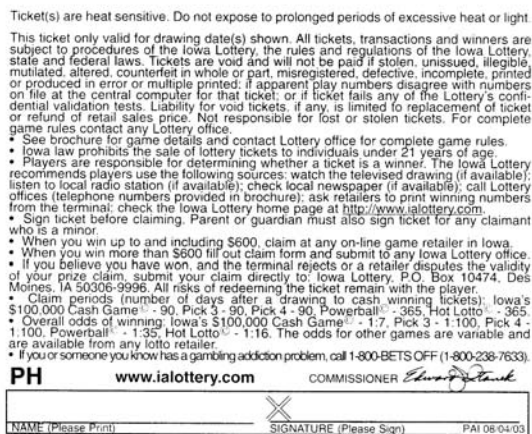 Ticket(s) are heat sensitive. Do not expose to prolonged periods of excessive heat or light.
This ticket only valid for drawing date(s) shown. All tickets, transactions and winners are
subject to procedures of the Iowa Lottery, the rules and regulations of the Iowa Lottery,
state and federal laws. Tickets are void and will not be paid if stolen, unissued, illegible,
mutilated, altered, counterfeit in whole or part, misregistered, defective, incomplete, printed
or produced in error or multiple printed; if apparent play numbers disagree with numbers
on file at the central computer for that ticket; or if ticket fails any of the Lottery's confi-
dential validation tests. Liability for void tickets, if any, is limited to replacement of ticket
or refund of retail sales price. Not responsible for lost or stolen tickets. For complete
game rules contact any Lottery office.
• See brochure for game details and contact Lottery office for complete game rules.
• Iowa law prohibits the sale of lottery tickets to individuals under 21 years of age.
• Players are responsible for determining whether a ticket is a winner. The Iowa Lottery
recommends players use the following sources: watch the televised drawing (if available);
listen to local radio station (if available); check local newspaper (if available); call Lottery
offices (telephone numbers provided in brochure); ask retailers to print winning numbers
from the terminal; check the Iowa Lottery home page at http://www.ialottery.com.
• Sign ticket before claiming. Parent or guardian must also sign ticket for any claimant
who is a minor.
• When you win up to and including $600, claim at any on-line game retailer in Iowa.
• When you win more than $600 fill out claim form and submit to any Iowa Lottery office.
• If you believe you have won, and the terminal rejects or a retailer disputes the validity
of your prize claim, submit your claim directly to: Iowa Lottery, P.O. Box 10474, Des
Moines, IA 50306-9996. All risks of redeeming the ticket remain with the player.
• Claim periods (number of days after a drawing to cash winning tickets): Iowa's
$100,000 Cash Game© - 90, Pick 3 - 90, Pick 4 - 90, Powerball© - 365, Hot Lotto© - 365.
• Overall odds of winning: Iowa's $100,000 Cash Game© - 1:7, Pick 3 - 1:100, Pick 4 -
1:100, Powerball© - 1:35, Hot Lotto© - 1:16. The odds for other games are variable and
are available from any lotto retailer.
• If you or someone you know has a gambling addiction problem, call 1-800-BETS OFF (1-800-238-7633).
PH www.ialottery.com COMMISSIONER Edward Stanek
X
NAME (Please Print) SIGNATURE (Please Sign) PAI 08/04/03